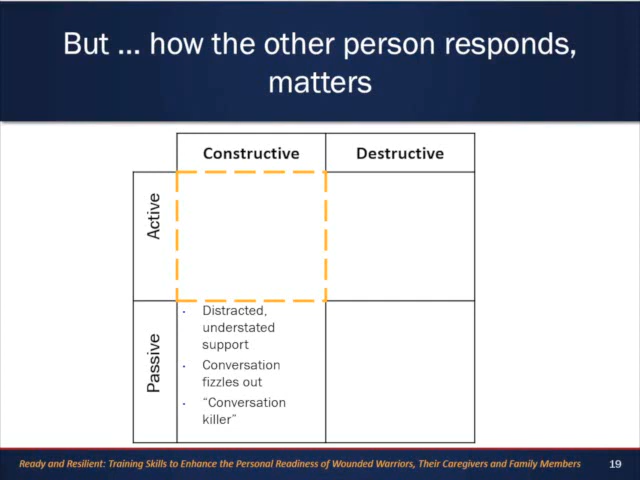 But … how the other person responds,
matters
Constructive
Destructive
Active
Passive
• Distracted,
understated
support
• Conversation
fizzles out
• “Conversation
killer”
Ready and Resilient: Training Skills to Enhance the Personal Readiness of Wounded Warriors, Their Caregivers and Family Members
19